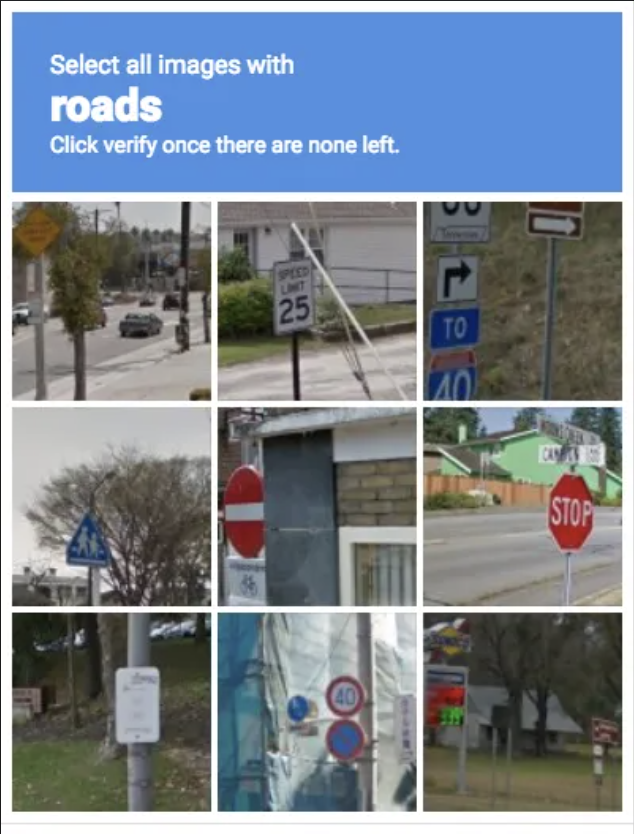 Select all images with
roads
Click verify once there are none left.
SPEED
LIMIT
25
TO
40
STOP
40